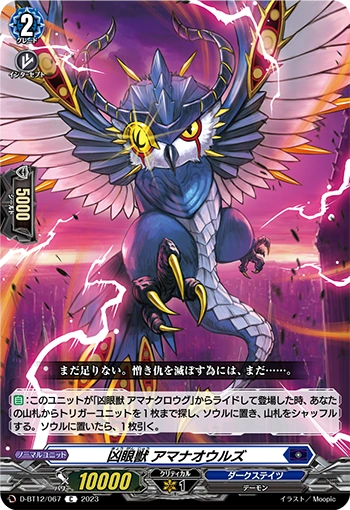 2
グレード
インターセプト
5000
シールド
まだ足りない。憎き仇を滅ぼす為には、まだ……。
自:このユニットが「凶眼獣 アマナクロウグ」からライドして登場した時、あなた
の山札からトリガーユニットを1枚まで探し、ソウルに置き、山札をシャッフル
する。ソウルに置いたら、1枚引く。
ノーマルユニット
凶眼獣 アマナオウルズ
パワー
10000
クリティカル
1
ダークステイツ
デーモン
D-BT12/067 C 2023
イラスト/Moopic